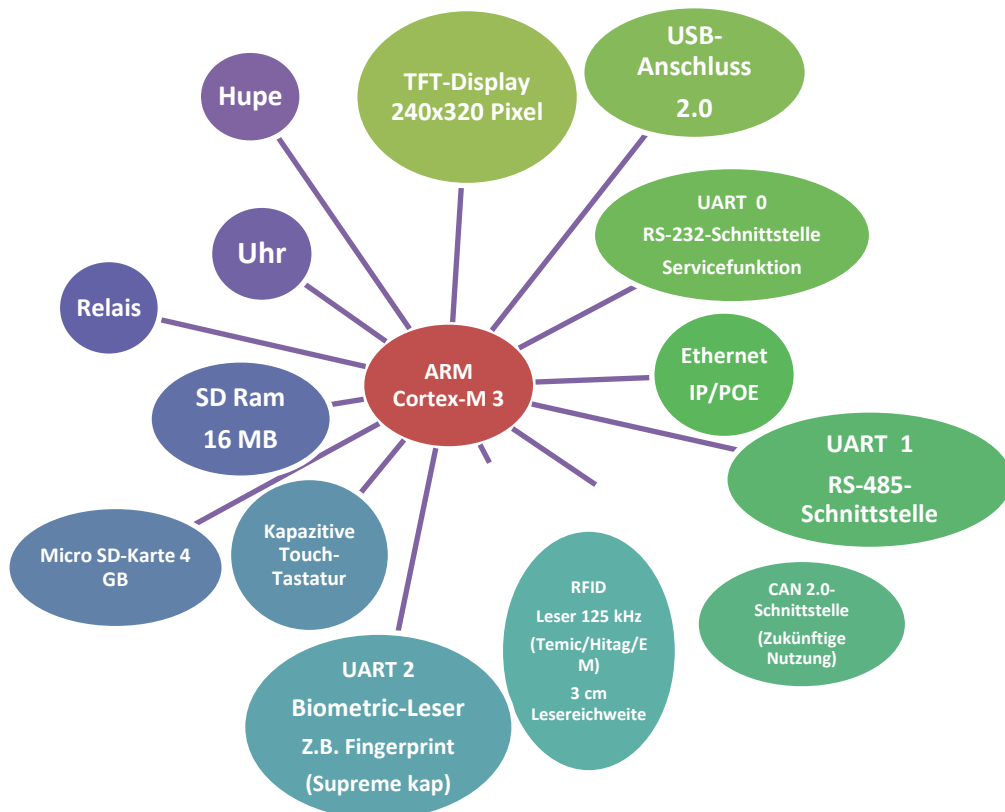 Hupe
TFT-Display
240x320 Pixel
USB-
Anschluss
2.0
UART 0
RS-232-Schnittstelle
Servicefunktion
Uhr
Relais
ARM
Cortex-M 3
Ethernet
IP/POE
SD Ram
16 MB
UART 1
RS-485-
Schnittstelle
Micro SD-Karte 4
GB
Kapazitive
Touch-
Tastatur
RFID
Leser 125 kHz
(Temic/Hitag/E
M)
3 cm
Lesereichweite
CAN 2.0-
Schnittstelle
(Zukünftige
Nutzung)
UART 2
Biometric-Leser
Z.B. Fingerprint
(Supreme kap)